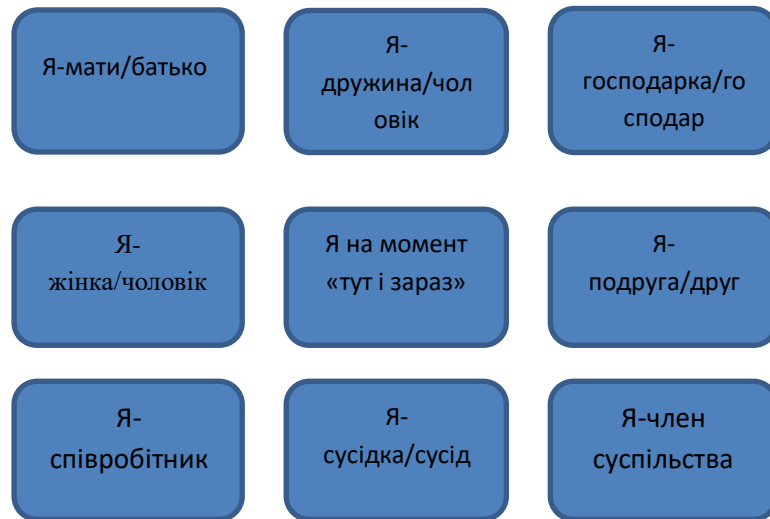 Я-мати/батько
Я-
дружина/чол
овік
Я-
господарка/го
сподар
Я-
жінка/чоловік
Я на момент
«тут і зараз»
Я-
подруга/друг
Я-
співробітник
Я-
сусідка/сусід
Я-член
суспільства